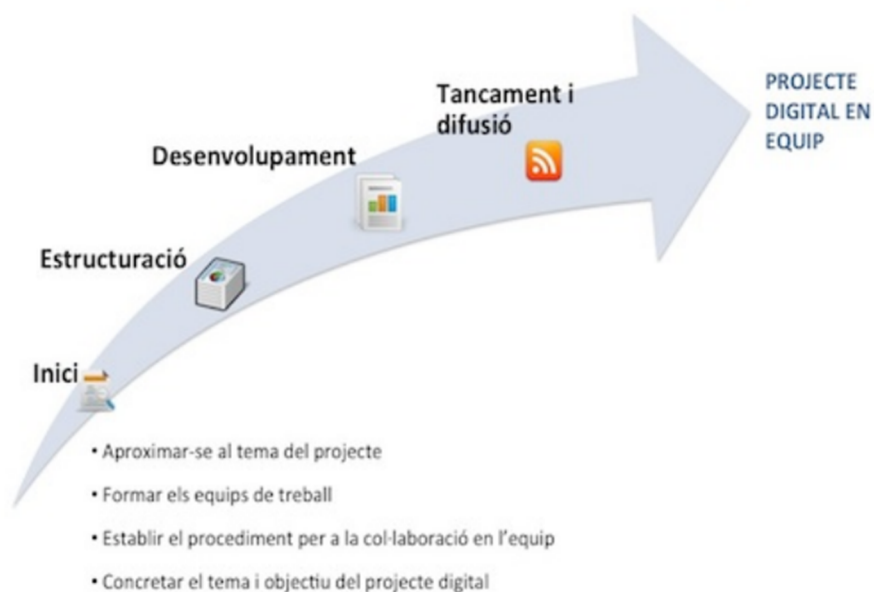 PROJECTE
DIGITAL EN
EQUIP
Tancament i
difusió
Desenvolupament
Estructuració
Inici
• Aproximar-se al tema del projecte
• Formar els equips de treball
• Establir el procediment per a la col·laboració en l'equip
• Concretar el tema i objectiu del projecte digital